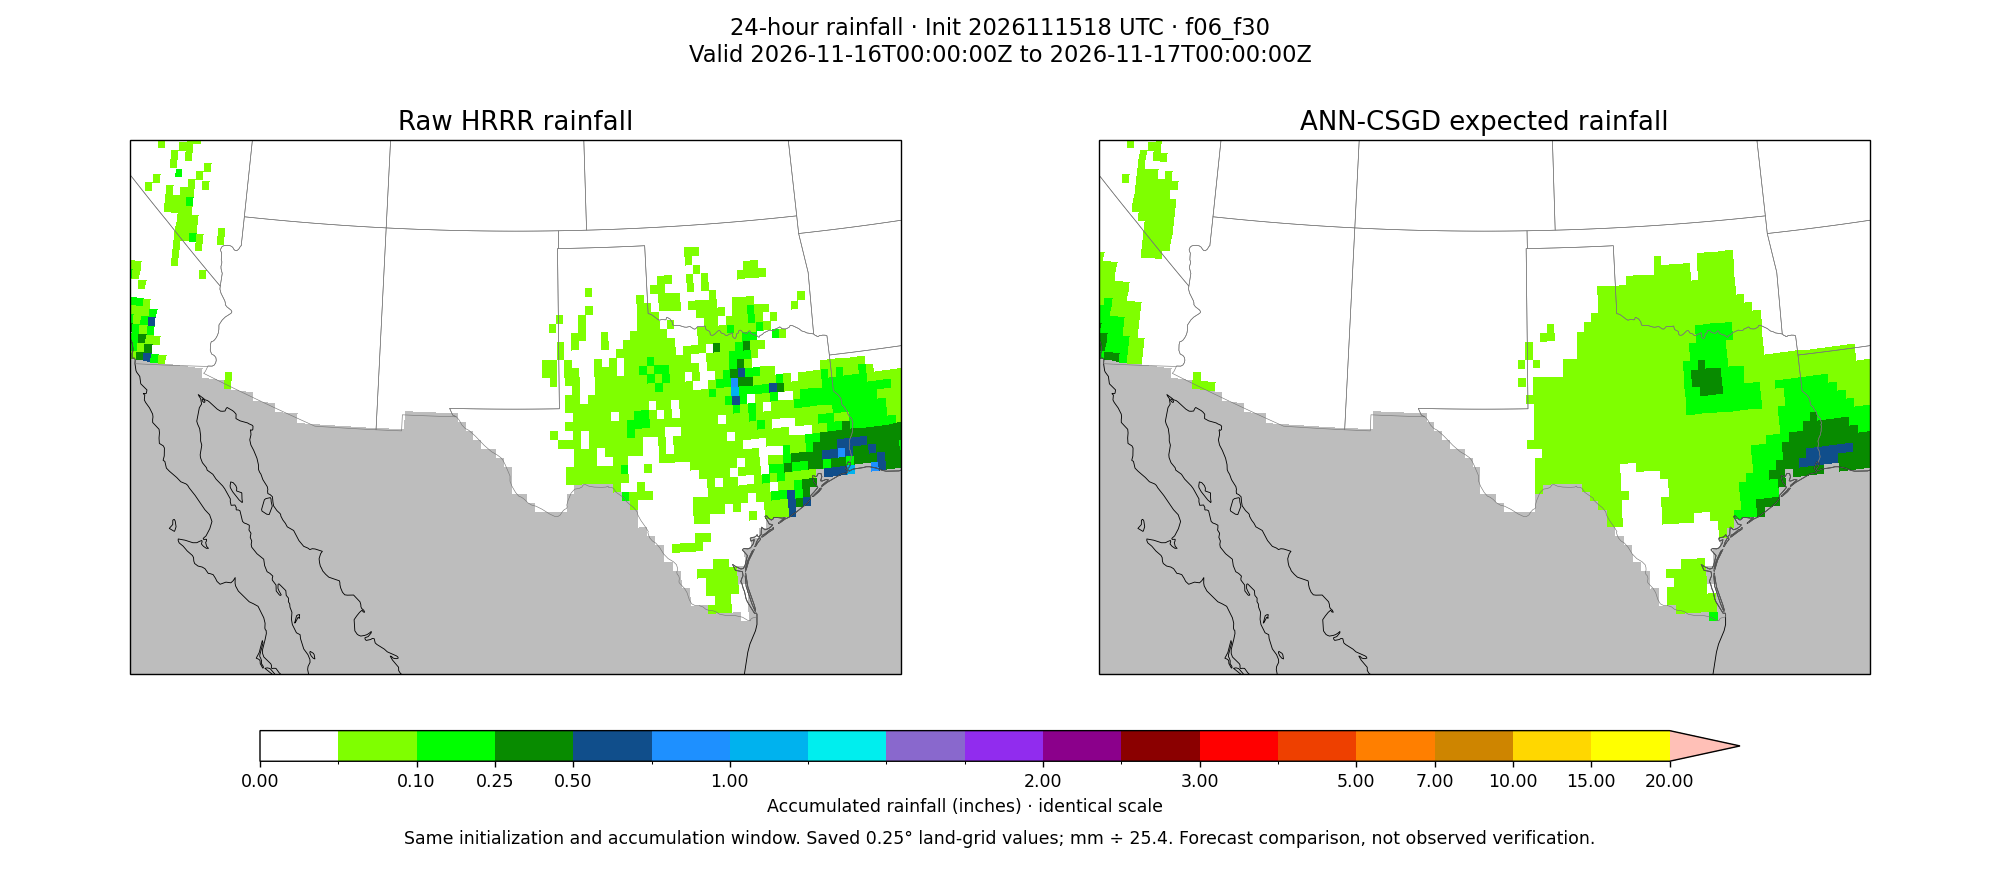 24-hour rainfall · Init 2026111518 UTC · f06_f30
Valid 2026-11-16T00:00:00Z to 2026-11-17T00:00:00Z
Raw HRRR rainfall
ANN-CSGD expected rainfall
0.00 0.10 0.25 0.50 1.00 2.00 3.00 5.00 7.00 10.00 15.00 20.00
Accumulated rainfall (inches) · identical scale
Same initialization and accumulation window. Saved 0.25° land-grid values; mm ÷ 25.4. Forecast comparison, not observed verification.